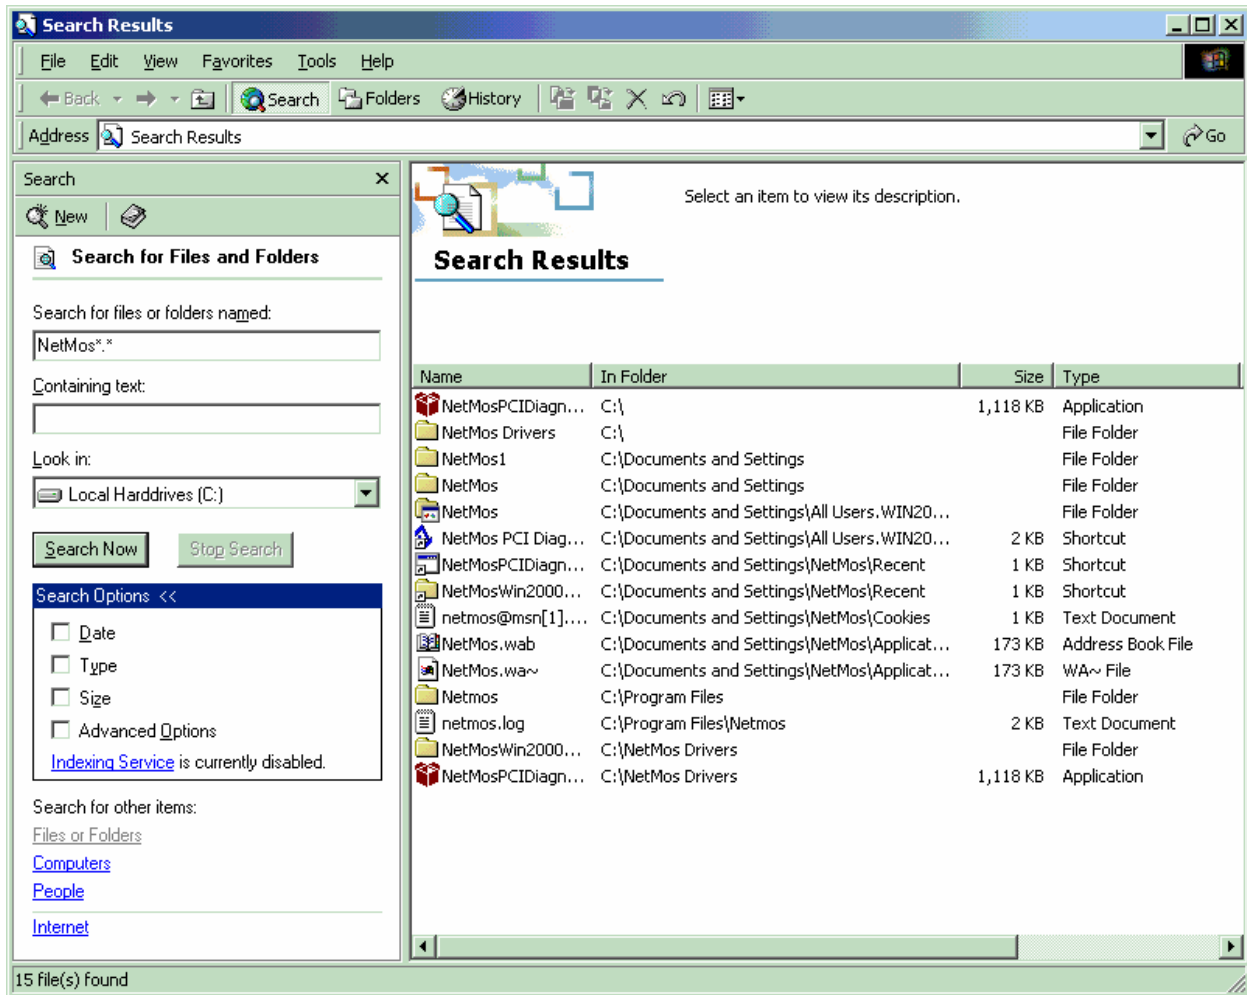 Search Results
File Edit View Favorites Tools Help
Back Search Folders History
Address Search Results Go
Search
New
Search for Files and Folders
Search for files or folders named:
NetMos*.*
Containing text:
Look in:
Local Harddrives (C:)
Search Now Stop Search
Search Options <<
Date
Type
Size
Advanced Options
Indexing Service is currently disabled.
Search for other items:
Files or Folders
Computers
People
Internet
Select an item to view its description.
Search Results
Name In Folder Size Type
NetMosPCIDiagn... C:\ 1,118 KB Application
NetMos Drivers C:\ File Folder
NetMos1 C:\Documents and Settings File Folder
NetMos C:\Documents and Settings File Folder
NetMos C:\Documents and Settings\All Users.WIN20... File Folder
NetMos PCI Diag... C:\Documents and Settings\All Users.WIN20... 2 KB Shortcut
NetMosPCIDiagn... C:\Documents and Settings\NetMos\Recent 1 KB Shortcut
NetMosWin2000... C:\Documents and Settings\NetMos\Recent 1 KB Shortcut
netmos@msn[1].... C:\Documents and Settings\NetMos\Cookies 1 KB Text Document
NetMos.wab C:\Documents and Settings\NetMos\Applicat... 173 KB Address Book File
NetMos.wa~ C:\Documents and Settings\NetMos\Applicat... 173 KB WA~ File
Netmos C:\Program Files File Folder
netmos.log C:\Program Files\Netmos 2 KB Text Document
NetMosWin2000... C:\NetMos Drivers File Folder
NetMosPCIDiagn... C:\NetMos Drivers 1,118 KB Application
15 file(s) found